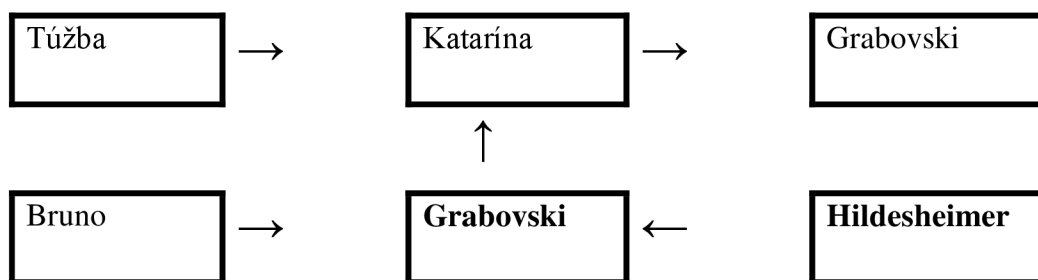 Túžba
Katarína
Grabovski
Bruno
Grabovski
Hildesheimer